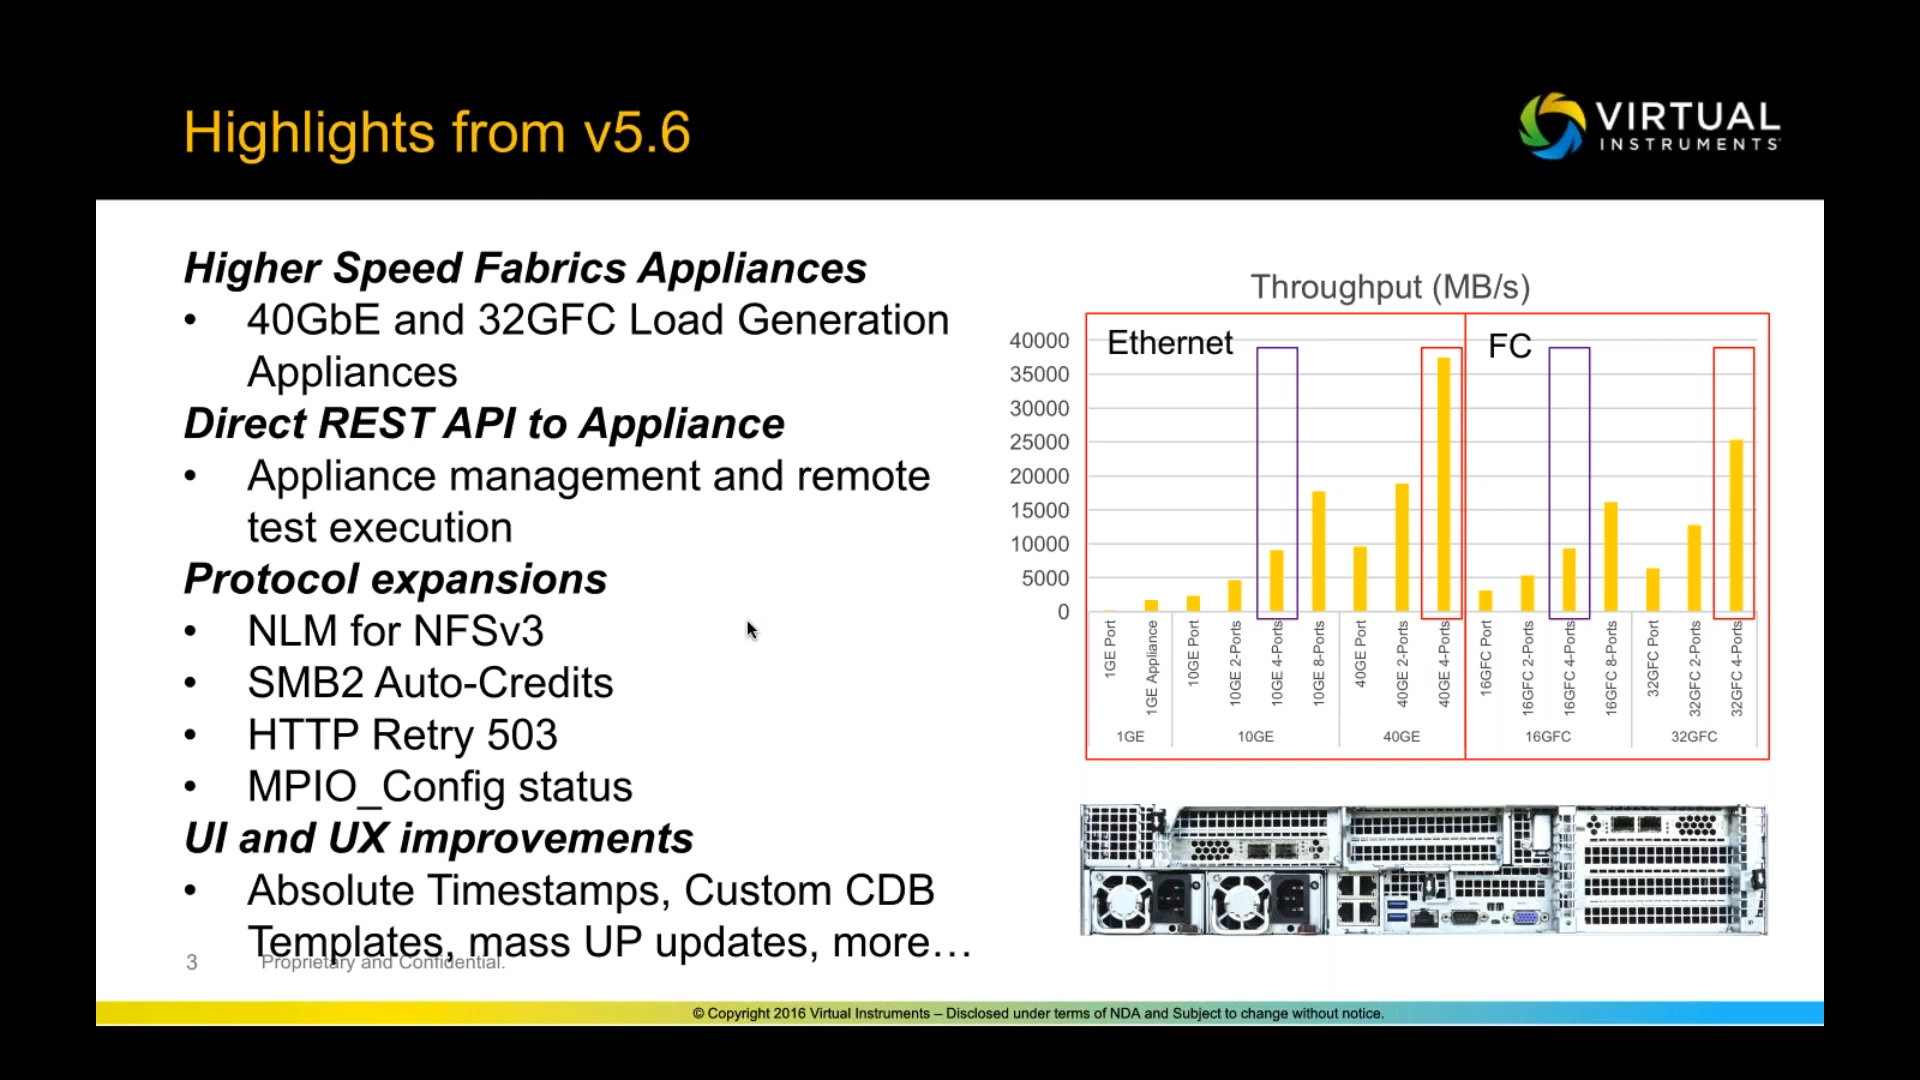 Highlights from v5.6
VIRTUAL
INSTRUMENTS
Higher Speed Fabrics Appliances
• 40GbE and 32GFC Load Generation
Appliances
Direct REST API to Appliance
• Appliance management and remote
test execution
Protocol expansions
• NLM for NFSv3
• SMB2 Auto-Credits
• HTTP Retry 503
• MPIO_Config status
UI and UX improvements
• Absolute Timestamps, Custom CDB
Templates, mass UP updates, more…
Throughput (MB/s)
Ethernet
FC
40000
35000
30000
25000
20000
15000
10000
5000
0
1GE Port
1GE Appliance
10GE Port
10GE 2-Ports
10GE 4-Ports
10GE 8-Ports
40GE Port
40GE 2-Ports
40GE 4-Ports
16GFC Port
16GFC 2-Ports
16GFC 4-Ports
16GFC 8-Ports
32GFC Port
32GFC 2-Ports
32GFC 4-Ports
1GE
10GE
40GE
16GFC
32GFC
3
Proprietary and Confidential.
© Copyright 2016 Virtual Instruments – Disclosed under terms of NDA and Subject to change without notice.